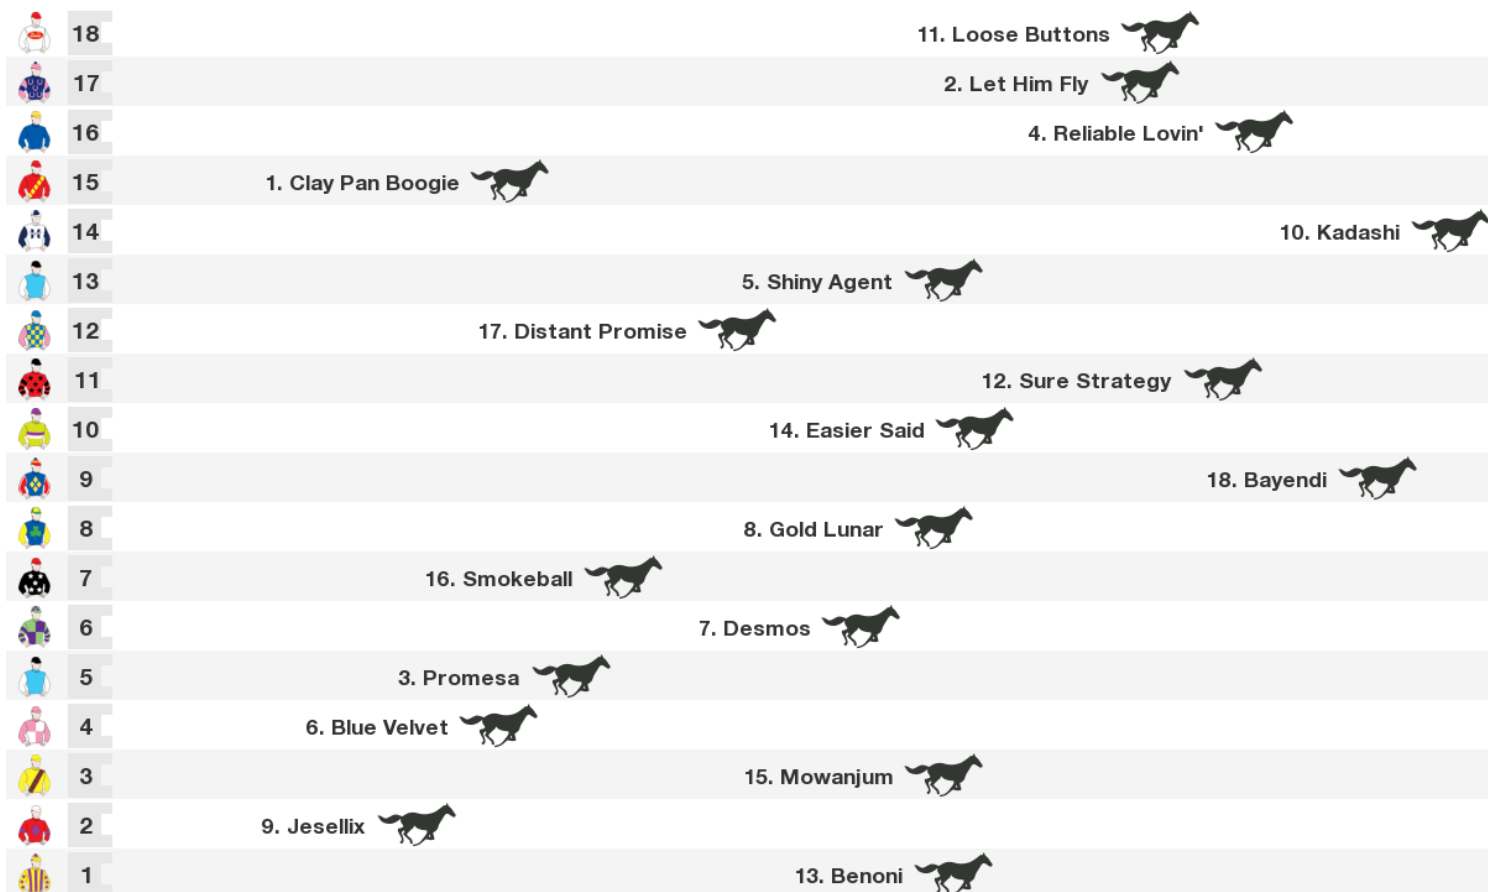 18 11. Loose Buttons
17 2. Let Him Fly
16 4. Reliable Lovin'
15 1. Clay Pan Boogie
14 10. Kadashi
13 5. Shiny Agent
12 17. Distant Promise
11 12. Sure Strategy
10 14. Easier Said
9 18. Bayendi
8 8. Gold Lunar
7 16. Smokeball
6 7. Desmos
5 3. Promesa
4 6. Blue Velvet
3 15. Mowanjum
2 9. Jesellix
1 13. Benoni